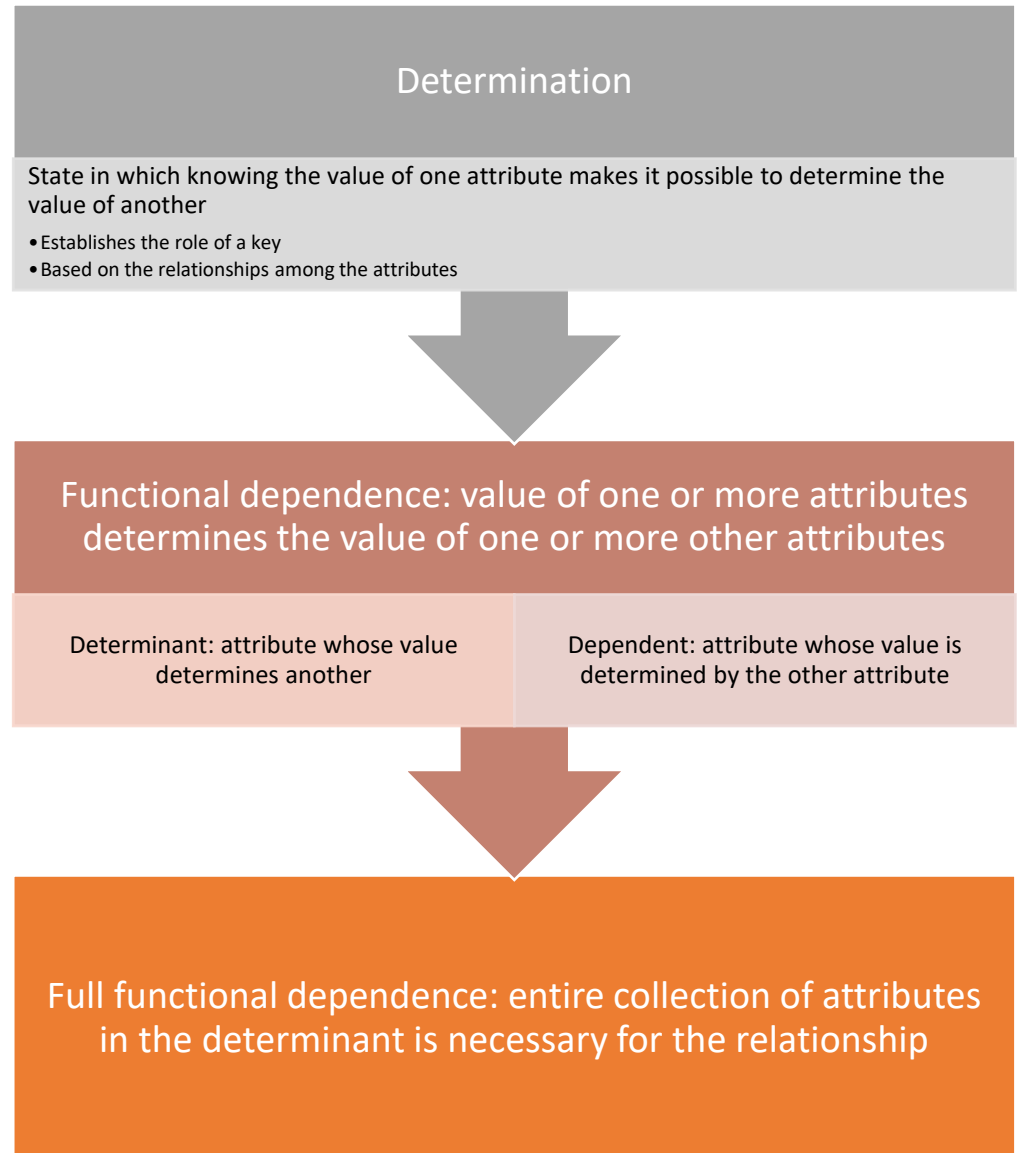 Determination
State in which knowing the value of one attribute makes it possible to determine the
value of another
•Establishes the role of a key
•Based on the relationships among the attributes
Functional dependence: value of one or more attributes
determines the value of one or more other attributes
Determinant: attribute whose value
determines another
Dependent: attribute whose value is
determined by the other attribute
Full functional dependence: entire collection of attributes
in the determinant is necessary for the relationship